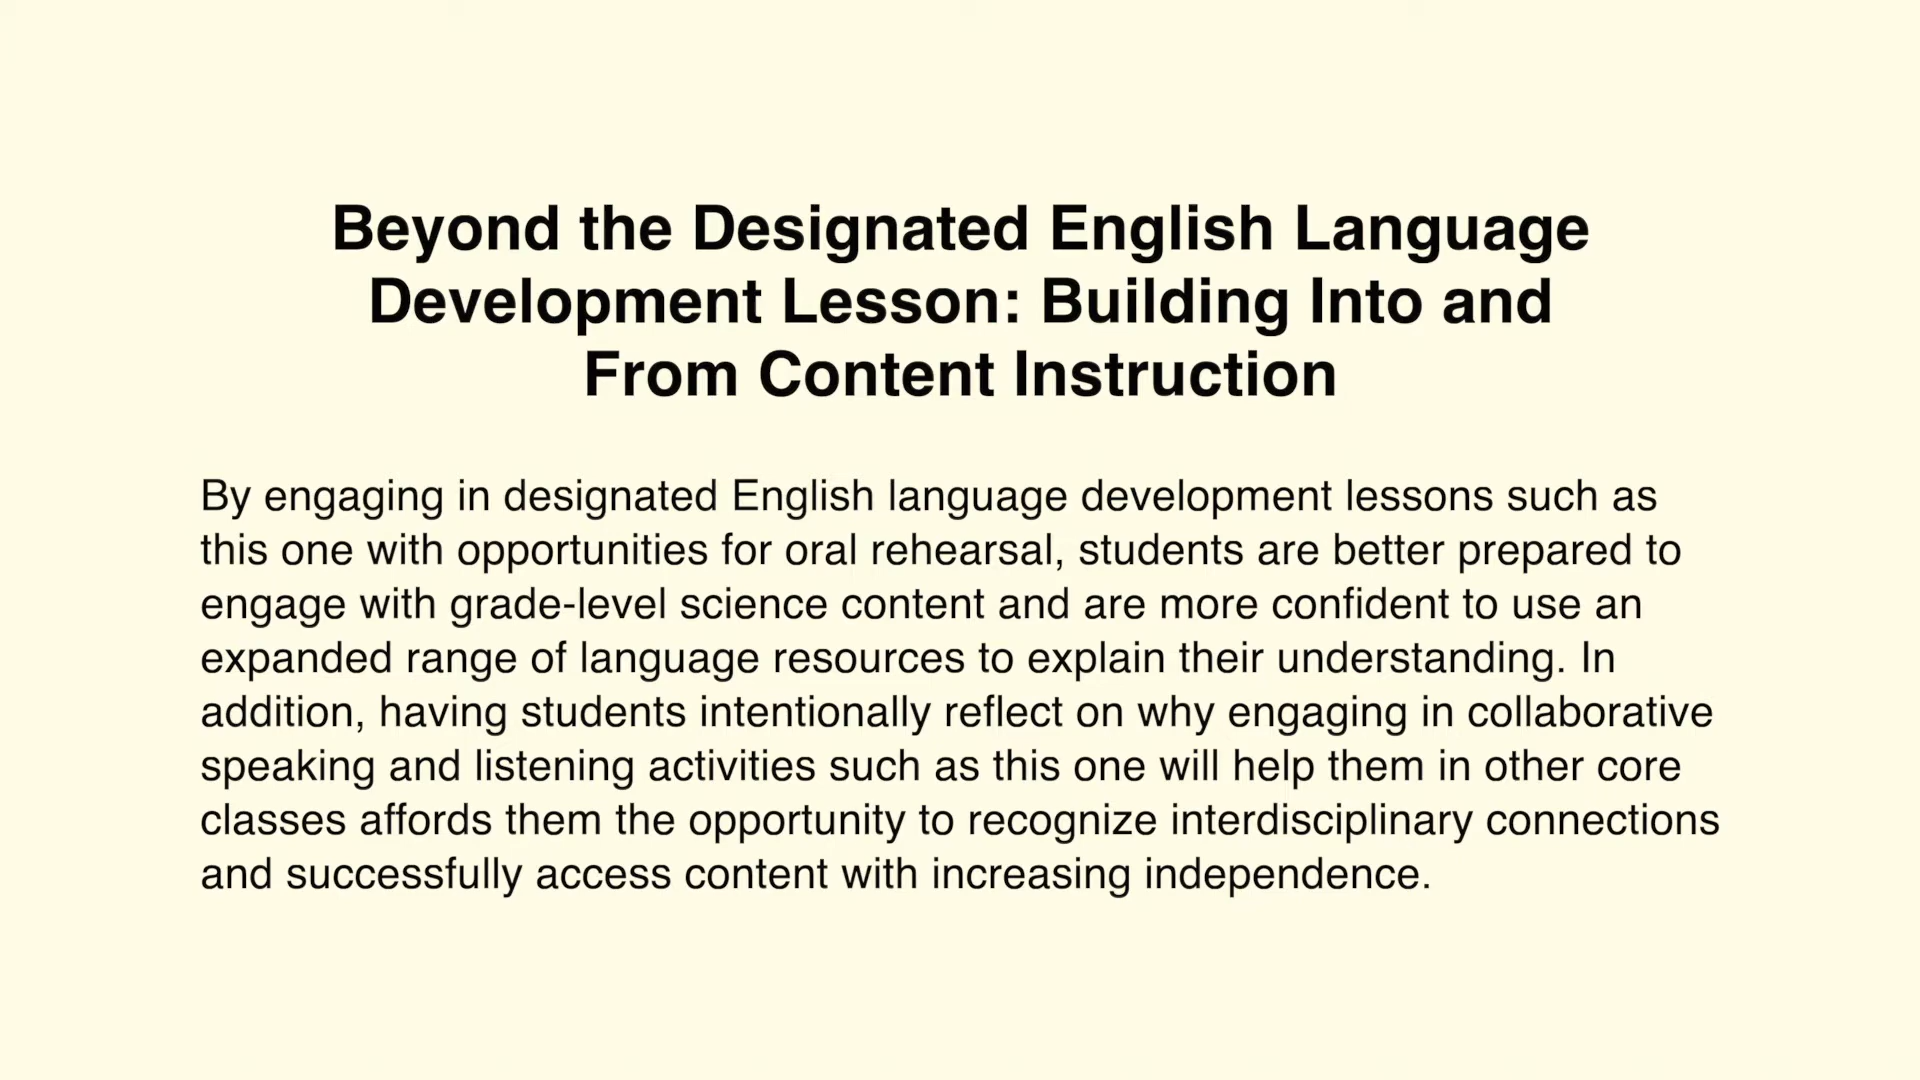 Beyond the Designated English Language
Development Lesson: Building Into and
From Content Instruction
By engaging in designated English language development lessons such as
this one with opportunities for oral rehearsal, students are better prepared to
engage with grade-level science content and are more confident to use an
expanded range of language resources to explain their understanding. In
addition, having students intentionally reflect on why engaging in collaborative
speaking and listening activities such as this one will help them in other core
classes affords them the opportunity to recognize interdisciplinary connections
and successfully access content with increasing independence.